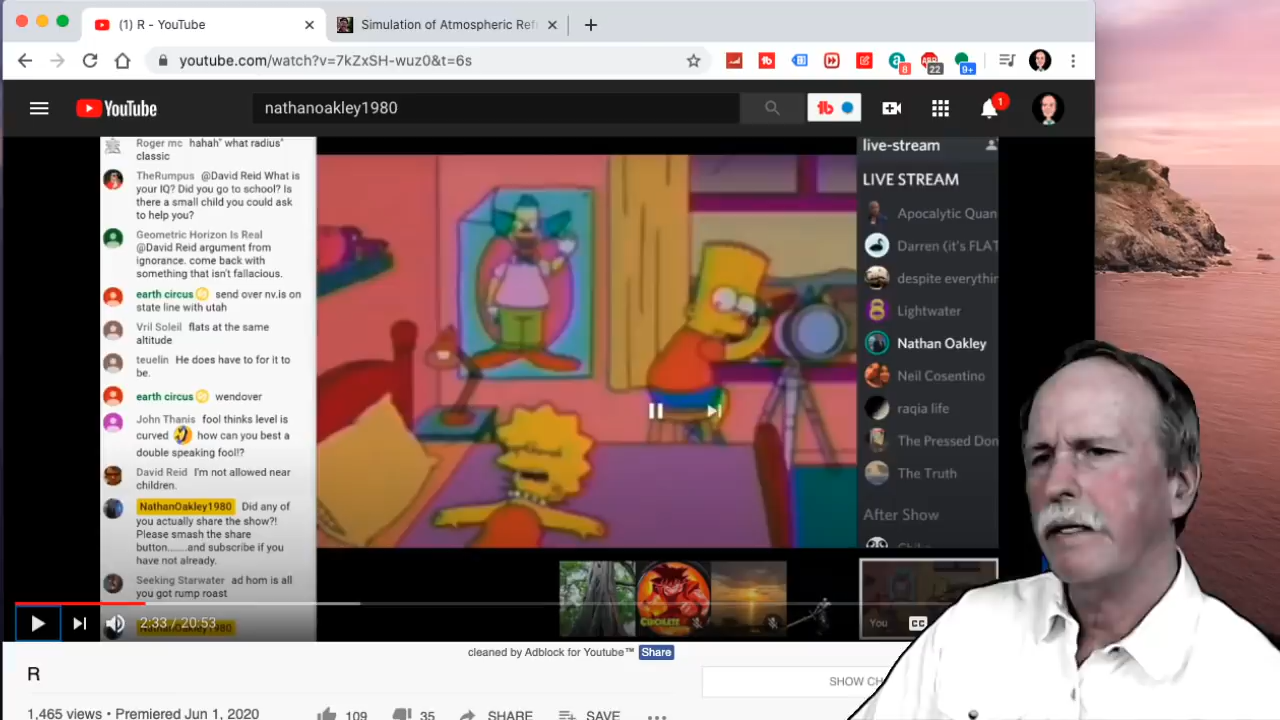 (1) R - YouTube
Simulation of Atmospheric Ref
youtube.com/watch?v=7kZxSH-wuz0&t=6s
8
22
9+
YouTube
nathanoakley1980
1
Roger mc hahah" what radius"
classic
TheRumpus @David Reid What is
your IQ? Did you go to school? Is
there a small child you could ask
to help you?
Geometric Horizon Is Real
@David Reid argument from
ignorance. come back with
something that isn't fallacious.
earth circus send over nv.is on
state line with utah
Vril Soleil flats at the same
altitude
teuelin He does have to for it to
be.
earth circus wendover
John Thanis fool thinks level is
curved how can you best a
double speaking fool!?
David Reid I'm not allowed near
children.
NathanOakley1980 Did any of
you actually share the show?!
Please smash the share
button.......and subscribe if you
have not already.
Seeking Starwater ad hom is all
you got rump roast
NathanOakley1980
live-stream
LIVE STREAM
Apocalytic Quan
Darren (it's FLAT
despite everythin
Lightwater
Nathan Oakley
Neil Cosentino
raqia life
The Pressed Don
The Truth
After Show
You
CC
2:33 / 20:53
cleaned by Adblock for Youtube™ Share
R
SHOW CH
1,465 views • Premiered Jun 1, 2020
109
35
SHARE
SAVE